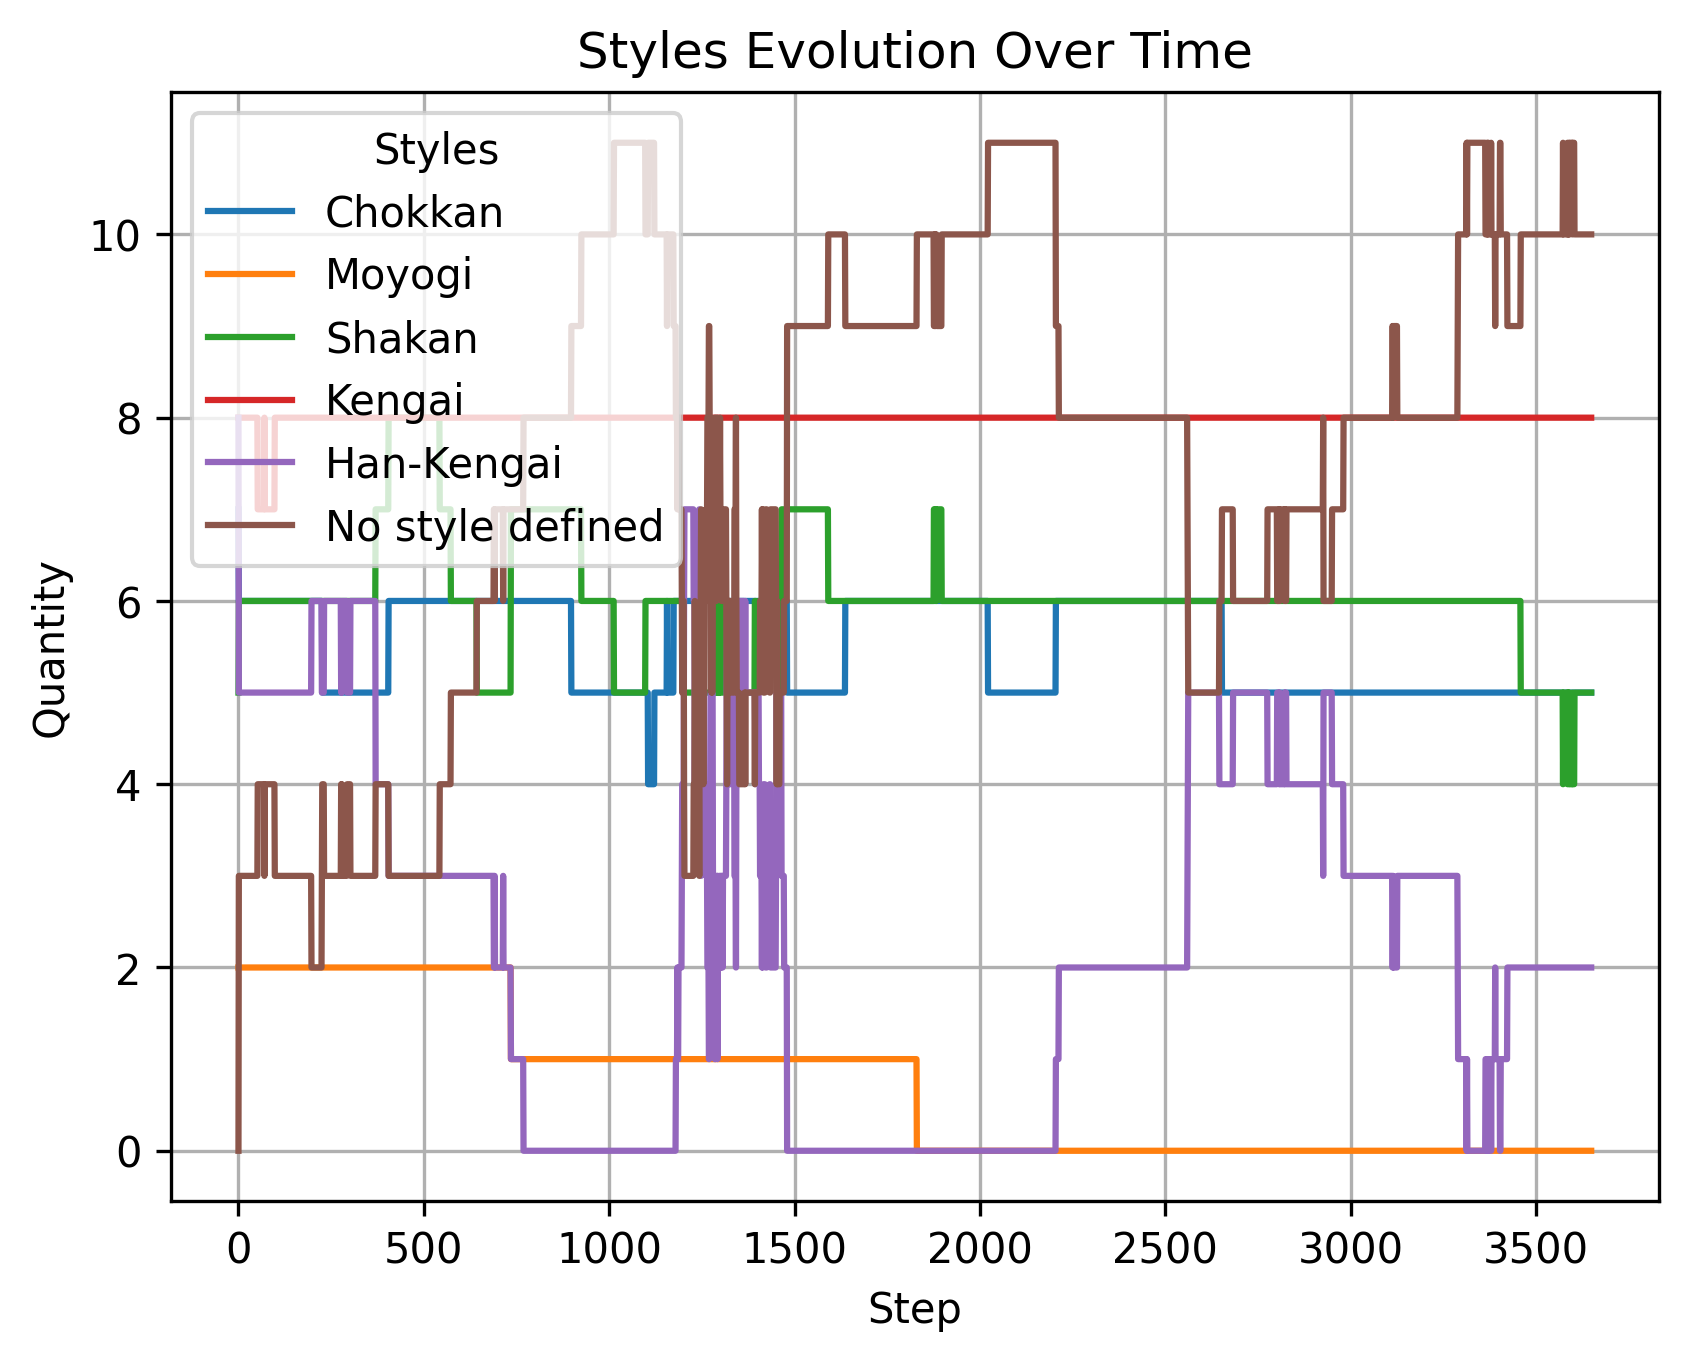 Styles Evolution Over Time
Styles
Chokkan
Moyogi
Shakan
Kengai
Han-Kengai
No style defined
Quantity
10
8
6
4
2
0
0 500 1000 1500 2000 2500 3000 3500
Step